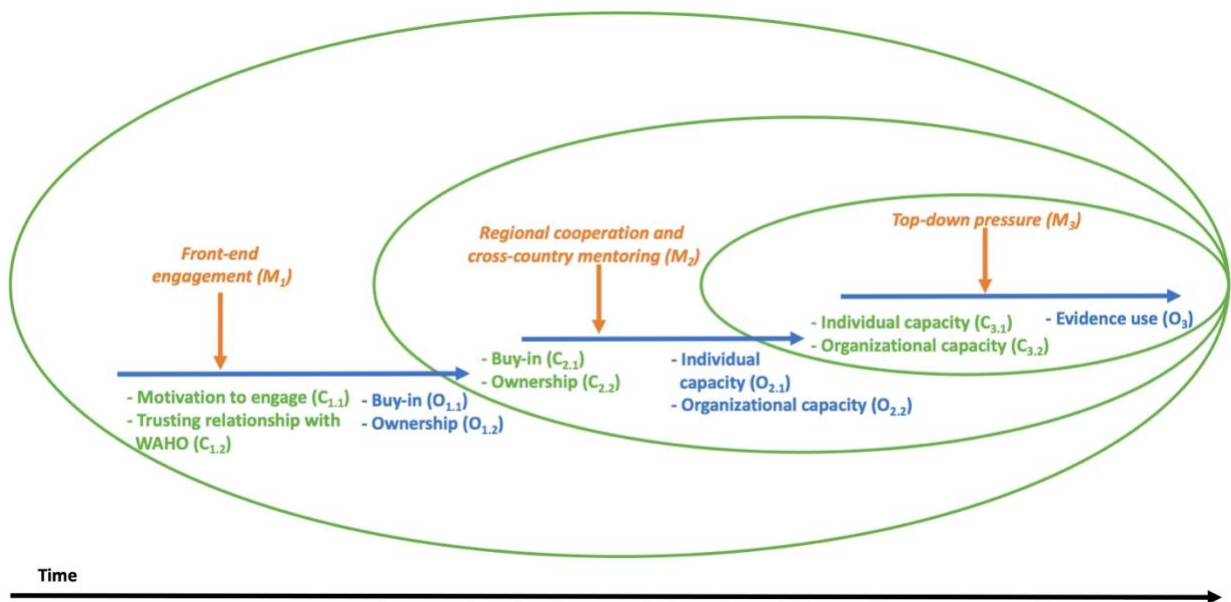 Front-end
engagement (M₁)
- Motivation to engage (C₁.₁)
- Trusting relationship with
WAHO (C₁.₂)
- Buy-in (O₁.₁)
- Ownership (O₁.₂)
Regional cooperation and
cross-country mentoring (M₂)
- Buy-in (C₂.₁)
- Ownership (C₂.₂)
- Individual
capacity (O₂.₁)
- Organizational capacity (O₂.₂)
Top-down pressure (M₃)
- Individual capacity (C₃.₁)
- Organizational capacity (C₃.₂)
- Evidence use (O₃)
Time